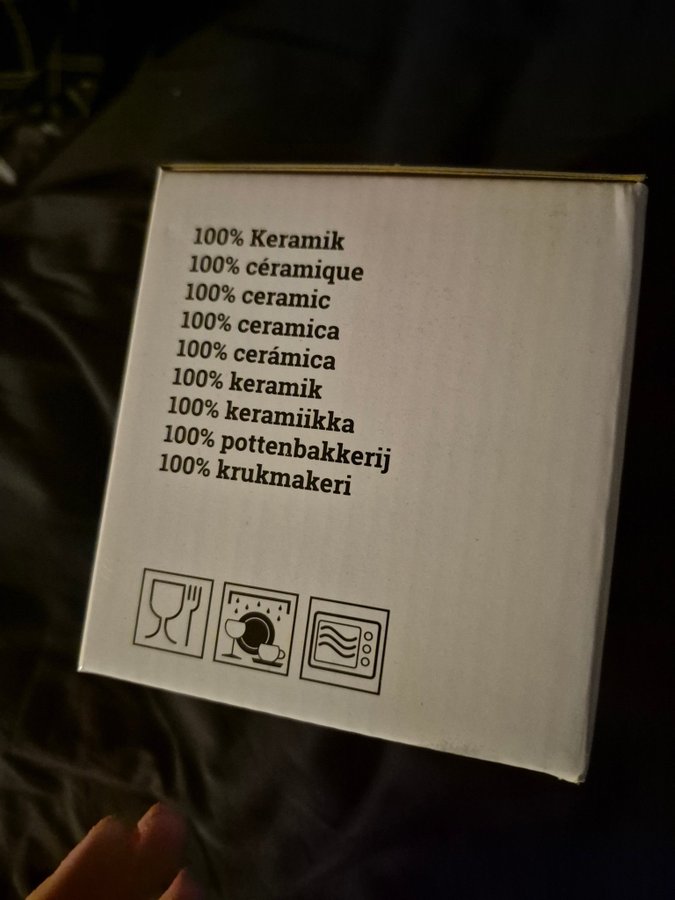 100% Keramik
100% céramique
100% ceramic
100% ceramica
100% cerámica
100% keramik
100% keramiikka
100% pottenbakkerij
100% krukmakeri